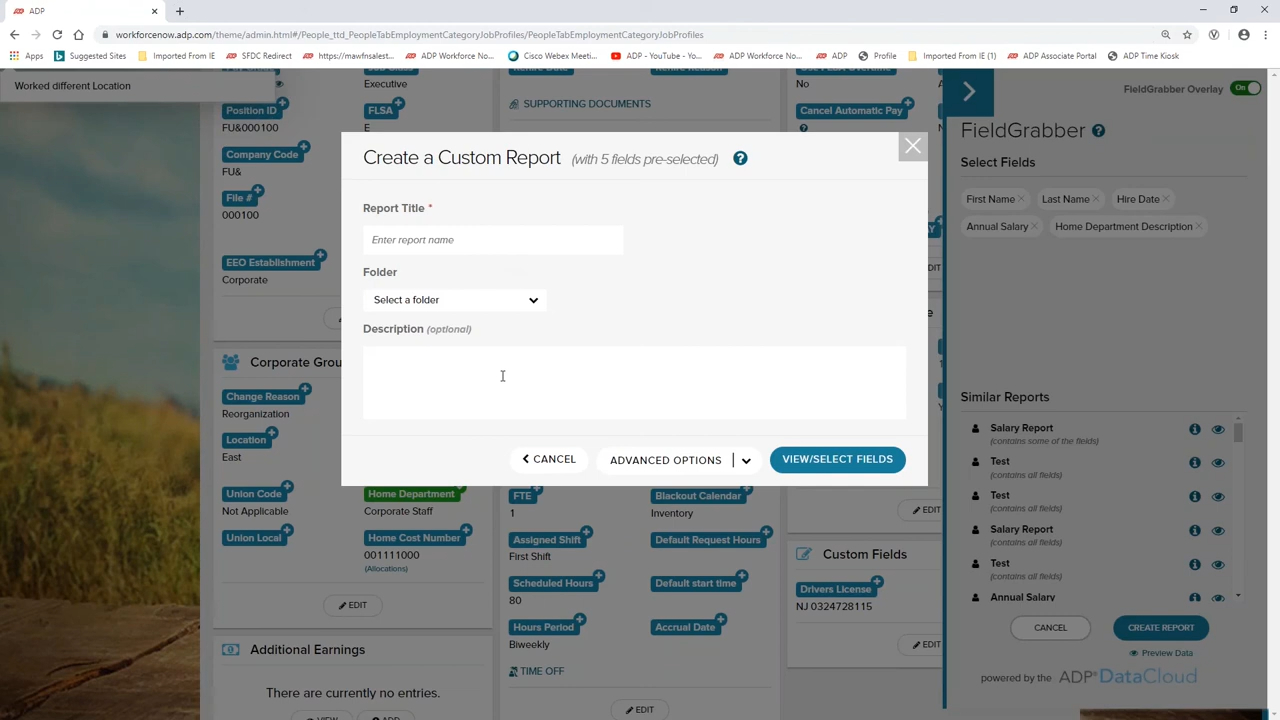 ADP
workforcenow.adp.com/theme/admin.html#/People_ttd_PeopleTabEmploymentCategoryJobProfiles/PeopleTabEmploymentCategoryJobProfiles
Apps Suggested Sites Imported From IE SFDC Redirect https://mawfnsalest... ADP Workforce No... Cisco Webex Meeti... ADP - YouTube - Yo... ADP Workforce No... ADP Profile Imported From IE (1) ADP Associate Portal ADP Time Kiosk
Worked different Location
Executive
No
SUPPORTING DOCUMENTS
Position ID
FU&000100
FLSA
E
Cancel Automatic Pay
Company Code
FU&
File #
000100
EEO Establishment
Corporate
Corporate Grou
Change Reason
Reorganization
Location
East
Union Code
Not Applicable
Home Department
Corporate Staff
Union Local
Home Cost Number
001111000
(Allocations)
EDIT
Additional Earnings
There are currently no entries.
VIEW ADD
Create a Custom Report (with 5 fields pre-selected)
Report Title *
Enter report name
Folder
Select a folder
Description (optional)
CANCEL ADVANCED OPTIONS VIEW/SELECT FIELDS
FTE
1
Blackout Calendar
Inventory
Assigned Shift
First Shift
Default Request Hours
Scheduled Hours
80
Default start time
Hours Period
Biweekly
Accrual Date
TIME OFF
EDIT
EDIT
Custom Fields
Drivers License
NJ 0324728115
EDIT
FieldGrabber Overlay On
FieldGrabber
Select Fields
First Name Last Name Hire Date
Annual Salary Home Department Description
Similar Reports
Salary Report
(contains some of the fields)
Test
(contains all fields)
Test
(contains all fields)
Salary Report
(contains all fields)
Test
(contains all fields)
Annual Salary
CANCEL CREATE REPORT
Preview Data
powered by the ADP DataCloud